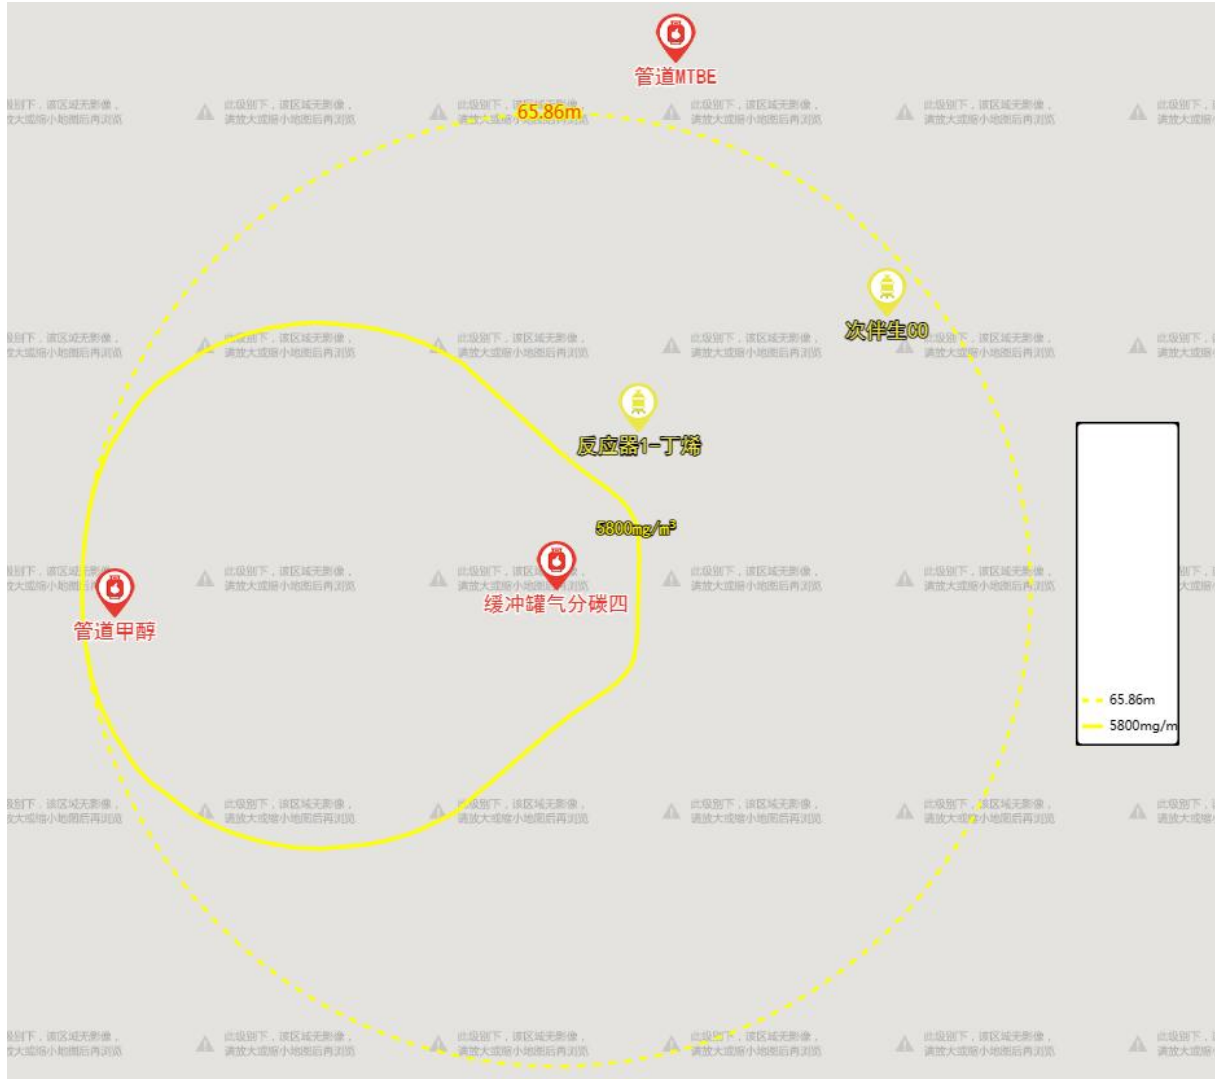 管道MTBE
65.86m
此级别下，该区域无影像，
请放大或缩小地图后再浏览
次伴生CO
反应器1-丁烯
5800mg/m³
缓冲罐气分碳四
管道甲醇
65.86m
5800mg/m